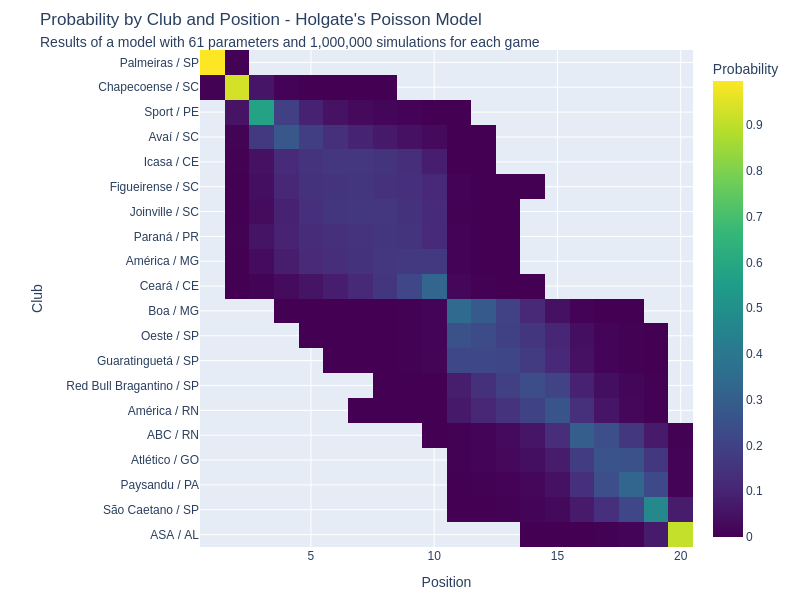 Probability by Club and Position - Holgate's Poisson Model
Results of a model with 61 parameters and 1,000,000 simulations for each game
Probability
Club
Palmeiras / SP
Chapecoense / SC
Sport / PE
Avaí / SC
Icasa / CE
Figueirense / SC
Joinville / SC
Paraná / PR
América / MG
Ceará / CE
Boa / MG
Oeste / SP
Guaratinguetá / SP
Red Bull Bragantino / SP
América / RN
ABC / RN
Atlético / GO
Paysandu / PA
São Caetano / SP
ASA / AL
0.9
0.8
0.7
0.6
0.5
0.4
0.3
0.2
0.1
0
5 10 15 20
Position